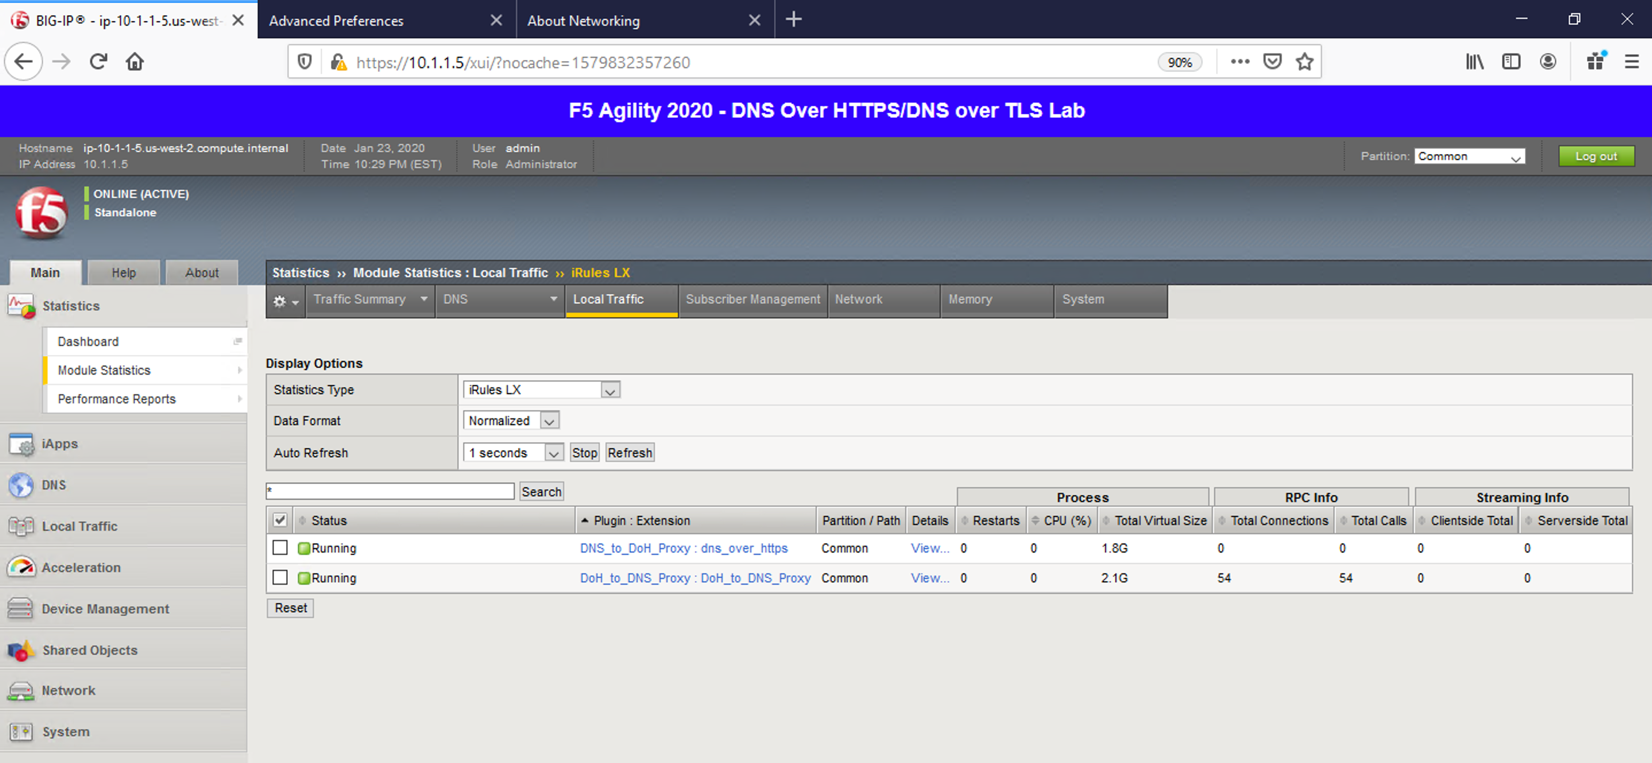 BIG-IP® - ip-10-1-1-5.us-west- Advanced Preferences About Networking
https://10.1.1.5/xui/?nocache=1579832357260 90%
F5 Agility 2020 - DNS Over HTTPS/DNS over TLS Lab
Hostname ip-10-1-1-5.us-west-2.compute.internal Date Jan 23, 2020 User admin
IP Address 10.1.1.5 Time 10:29 PM (EST) Role Administrator
Partition: Common Log out
f5
ONLINE (ACTIVE)
Standalone
Main Help About
Statistics
Dashboard
Module Statistics
Performance Reports
iApps
DNS
Local Traffic
Acceleration
Device Management
Shared Objects
Network
System
Statistics ›› Module Statistics : Local Traffic ›› iRules LX
Traffic Summary DNS Local Traffic Subscriber Management Network Memory System
Display Options
Statistics Type iRules LX
Data Format Normalized
Auto Refresh 1 seconds Stop Refresh
* Search
Process RPC Info Streaming Info
Status Plugin : Extension Partition / Path Details Restarts CPU (%) Total Virtual Size Total Connections Total Calls Clientside Total Serverside Total
Running DNS_to_DoH_Proxy : dns_over_https Common View... 0 0 1.8G 0 0 0 0
Running DoH_to_DNS_Proxy : DoH_to_DNS_Proxy Common View... 0 0 2.1G 54 54 0 0
Reset